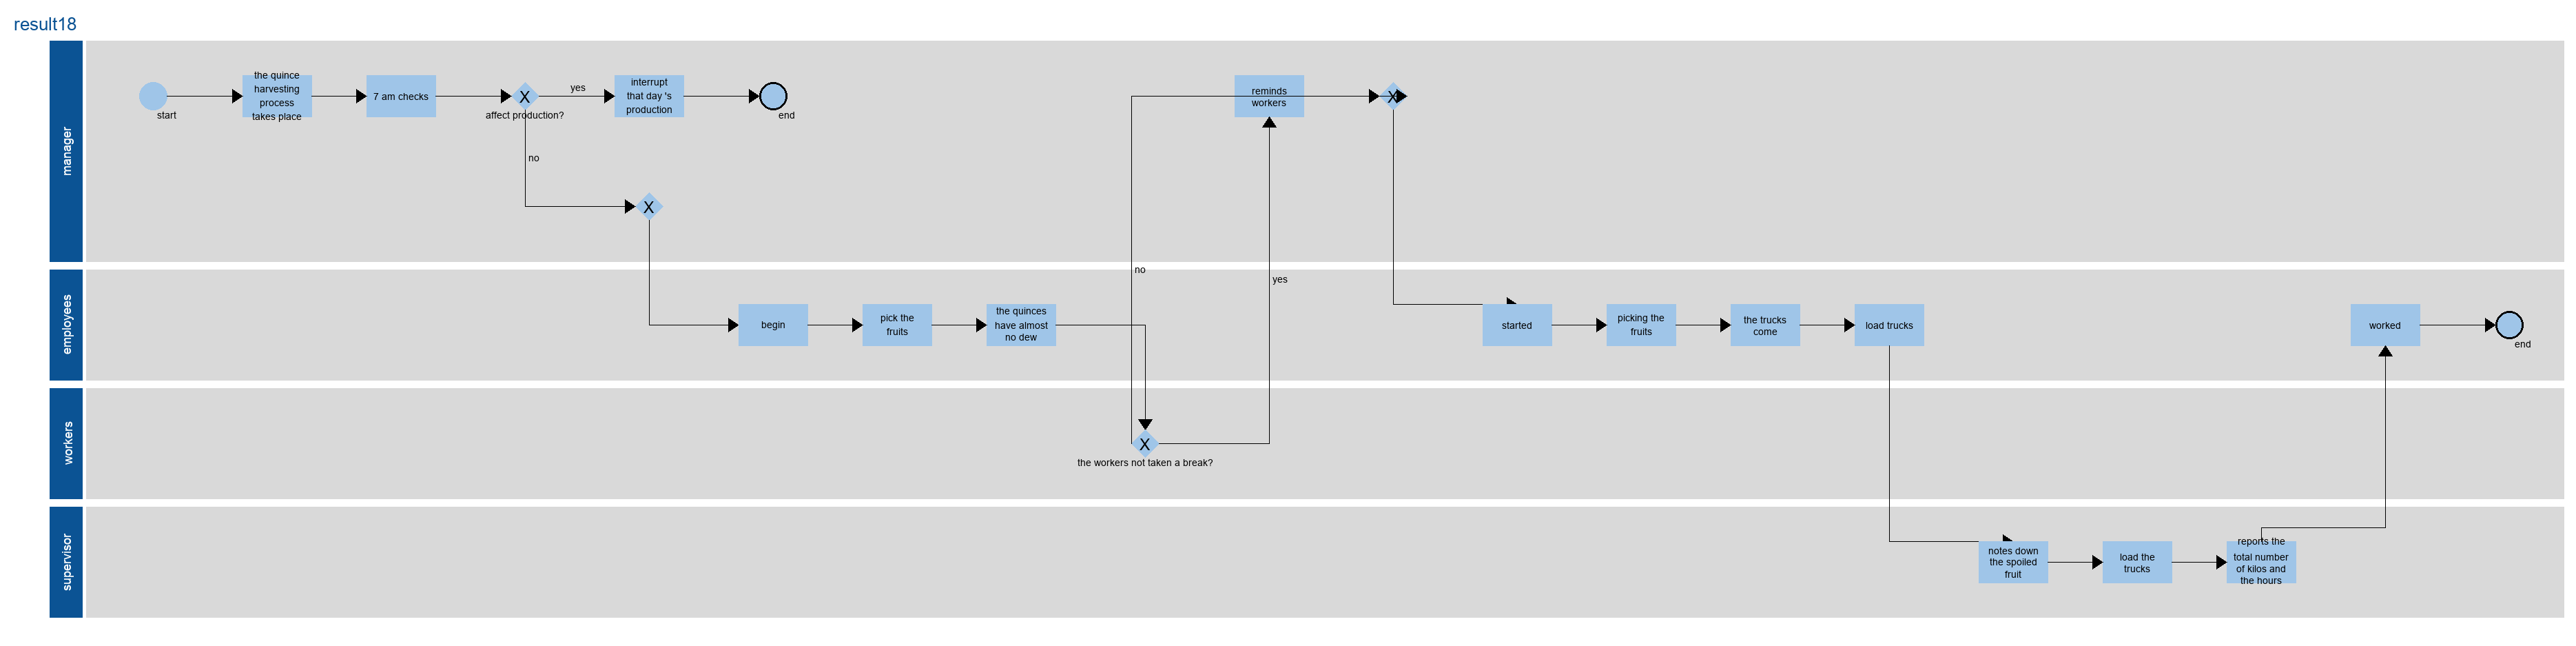 result18
manager
start
the quince
harvesting
process
takes place
7 am checks
X
affect production?
yes
no
interrupt
that day 's
production
end
X
reminds
workers
X
employees
begin
pick the
fruits
the quinces
have almost
no dew
no
yes
started
picking the
fruits
the trucks
come
load trucks
worked
end
workers
X
the workers not taken a break?
supervisor
notes down
the spoiled
fruit
load the
trucks
reports the
total number
of kilos and
the hours